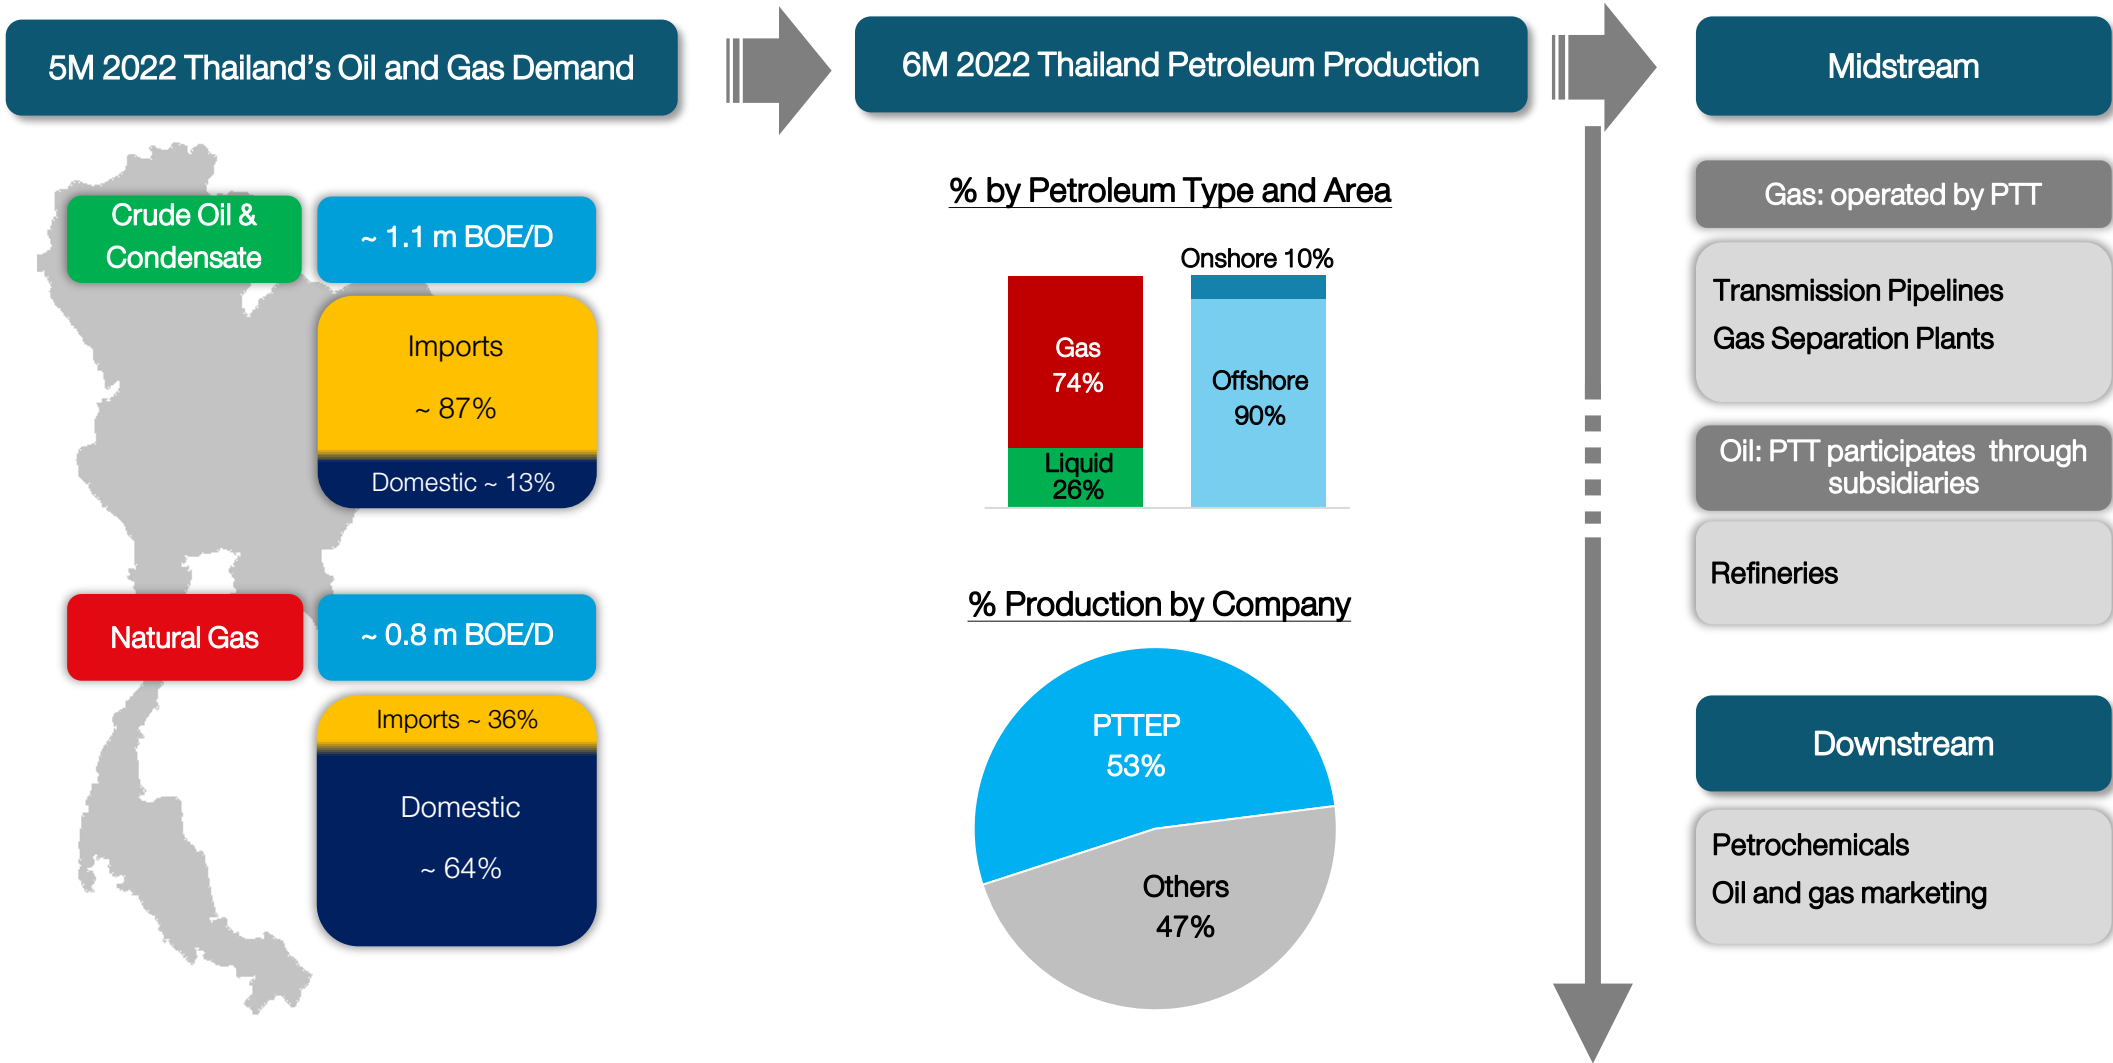 5M 2022 Thailand's Oil and Gas Demand
Crude Oil &
Condensate
~ 1.1 m BOE/D
Imports
~ 87%
Domestic ~ 13%
Natural Gas
~ 0.8 m BOE/D
Imports ~ 36%
Domestic
~ 64%
6M 2022 Thailand Petroleum Production
% by Petroleum Type and Area
Gas
74%
Liquid
26%
Onshore 10%
Offshore
90%
% Production by Company
PTTEP
53%
Others
47%
Midstream
Gas: operated by PTT
Transmission Pipelines
Gas Separation Plants
Oil: PTT participates through
subsidiaries
Refineries
Downstream
Petrochemicals
Oil and gas marketing